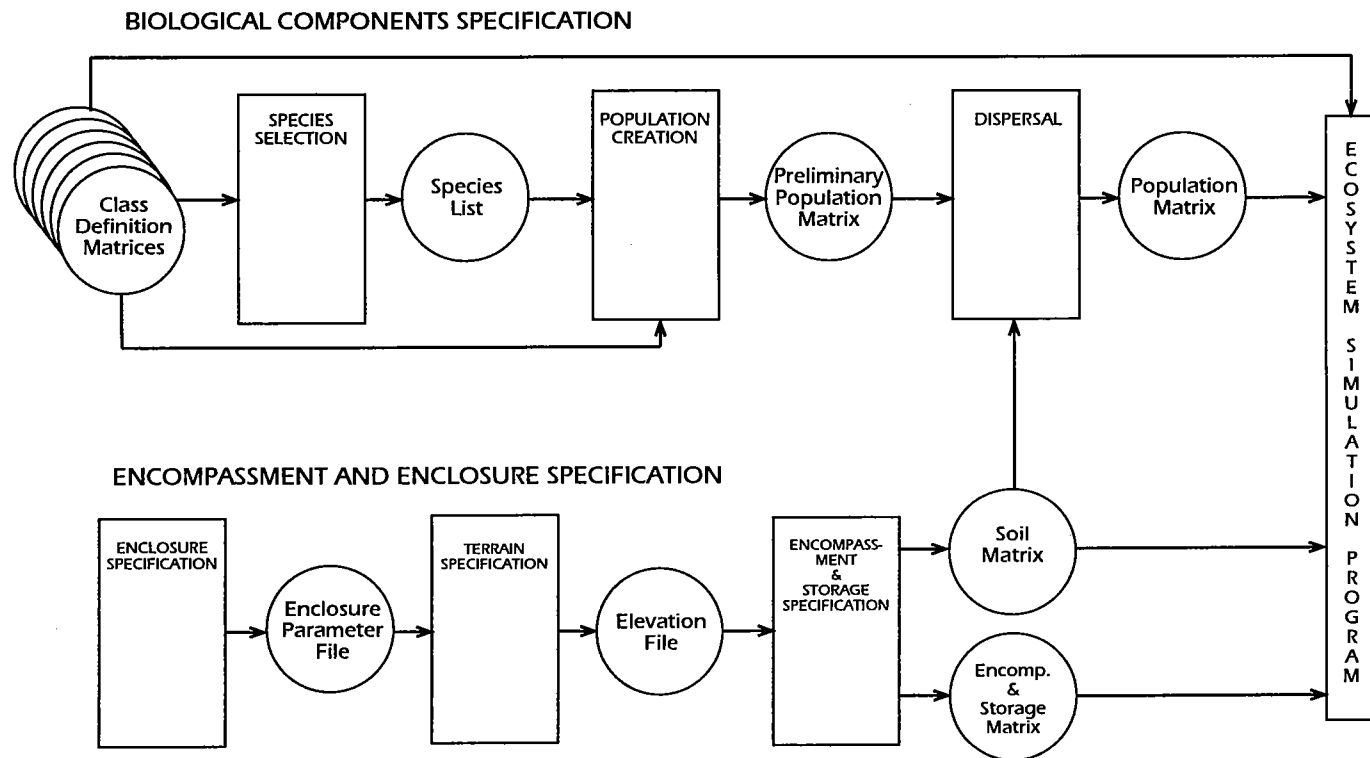 BIOLOGICAL COMPONENTS SPECIFICATION
Class
Definition
Matrices
SPECIES
SELECTION
Species
List
POPULATION
CREATION
Preliminary
Population
Matrix
DISPERSAL
Population
Matrix
ECOSYSTEM SIMULATION PROGRAM
ENCOMPASSMENT AND ENCLOSURE SPECIFICATION
ENCLOSURE
SPECIFICATION
Enclosure
Parameter
File
TERRAIN
SPECIFICATION
Elevation
File
ENCOMPASS-
MENT
&
STORAGE
SPECIFICATION
Soil
Matrix
Encomp.
&
Storage
Matrix